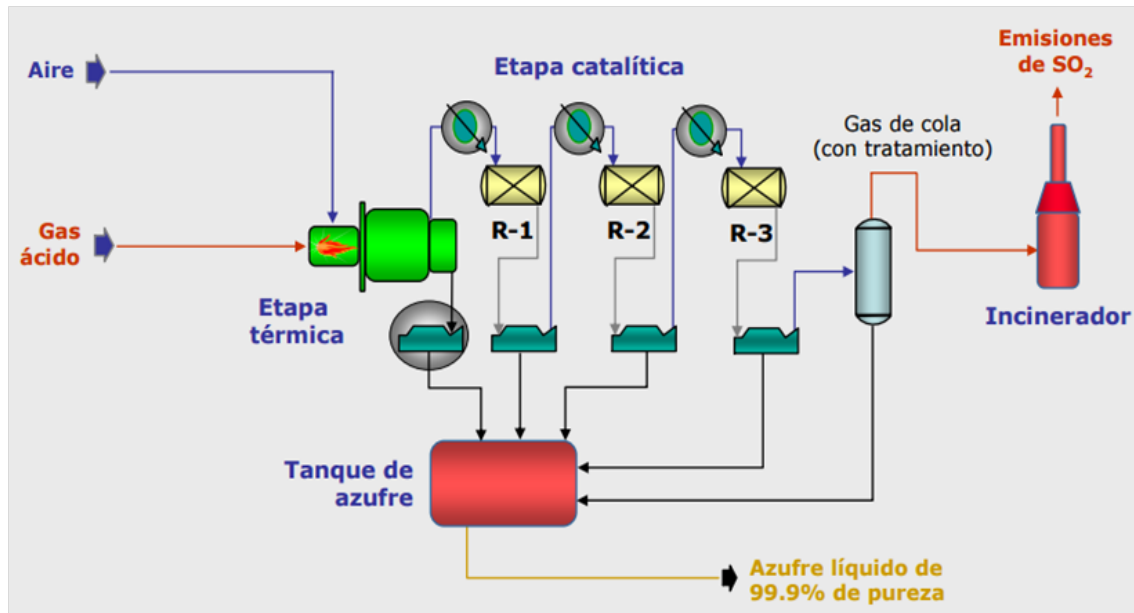 Emisiones
de SO₂
Aire
Etapa catalítica
Gas de cola
(con tratamiento)
R-1
R-2
R-3
Gas
ácido
Etapa
térmica
Incinerador
Tanque de
azufre
Azufre líquido de
99.9% de pureza